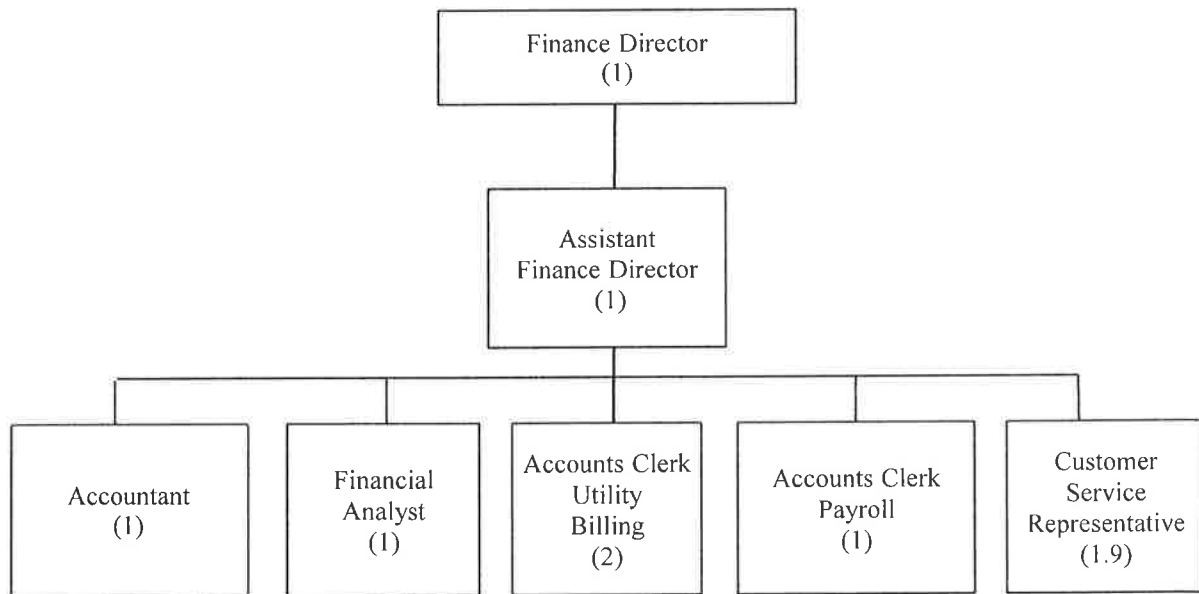 Finance Director
(1)
Assistant
Finance Director
(1)
Accountant
(1)
Financial
Analyst
(1)
Accounts Clerk
Utility
Billing
(2)
Accounts Clerk
Payroll
(1)
Customer
Service
Representative
(1.9)